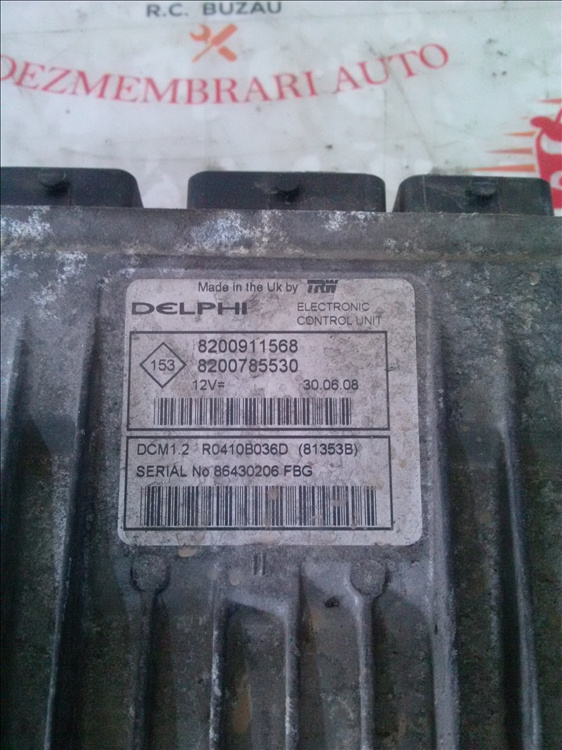 R.C. BUZAU
DEZMEMBRARI AUTO
Made in the Uk by TRW
DELPHI
ELECTRONIC
CONTROL UNIT
153
8200911568
8200785530
12V=
30.06.08
DCM1.2 R0410B036D (81353B)
SERIAL No 86430206 FBG